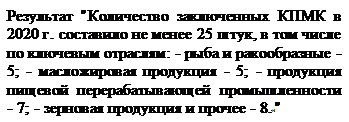 Результат "Количество заключенных КПМК в
2020 г. составило не менее 25 штук, в том числе
по ключевым отраслям: - рыба и ракообразные -
5; - масложировая продукция - 5; - продукция
пищевой перерабатывающей промышленности
- 7; - зерновая продукция и прочее - 8."